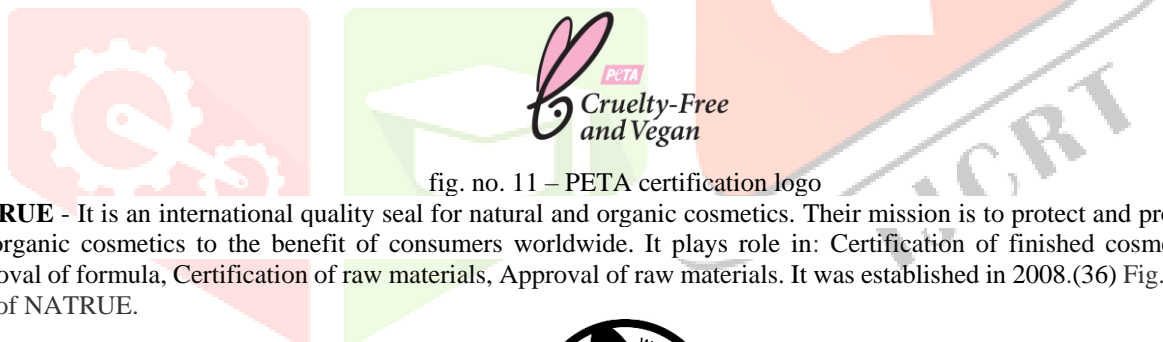 PETA
Cruelty-Free
and Vegan
fig. no. 11 – PETA certification logo
RUE - It is an international quality seal for natural and organic cosmetics. Their mission is to protect and pr
organic cosmetics to the benefit of consumers worldwide. It plays role in: Certification of finished cosme
oval of formula, Certification of raw materials, Approval of raw materials. It was established in 2008.(36) Fig.
of NATRUE.
IJCRT